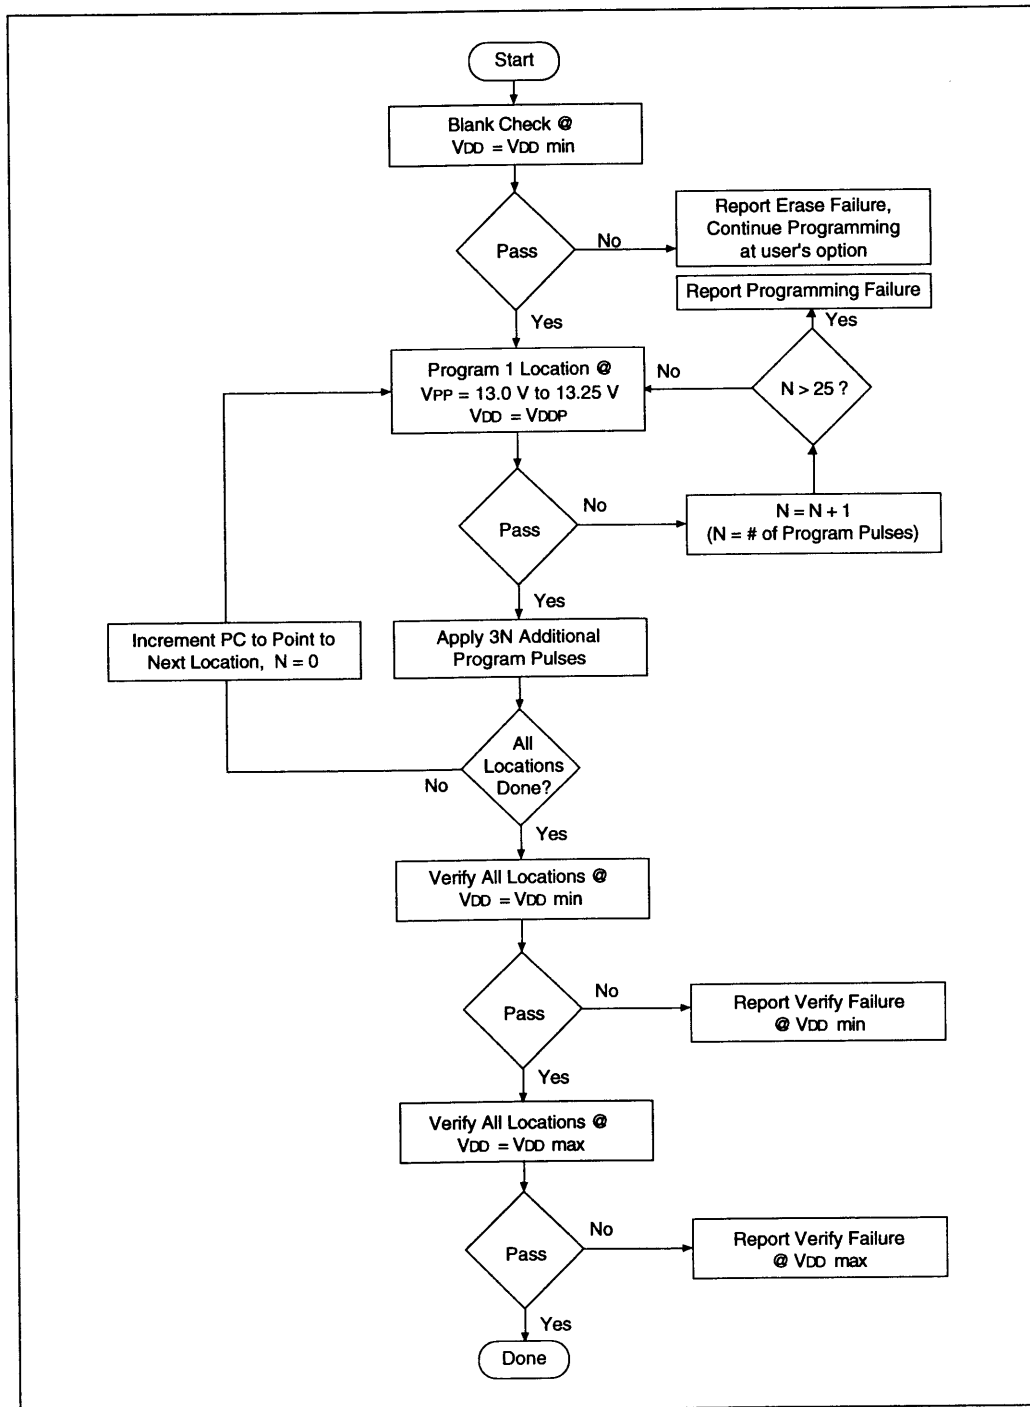 Start
Blank Check @
VDD = VDD min
Pass
No
Report Erase Failure,
Continue Programming
at user's option
Yes
Report Programming Failure
Yes
N > 25 ?
No
Program 1 Location @
VPP = 13.0 V to 13.25 V
VDD = VDDP
Pass
No
N = N + 1
(N = # of Program Pulses)
Yes
Apply 3N Additional
Program Pulses
Increment PC to Point to
Next Location, N = 0
All
Locations
Done?
No
Yes
Verify All Locations @
VDD = VDD min
Pass
No
Report Verify Failure
@ VDD min
Yes
Verify All Locations @
VDD = VDD max
Pass
No
Report Verify Failure
@ VDD max
Yes
Done